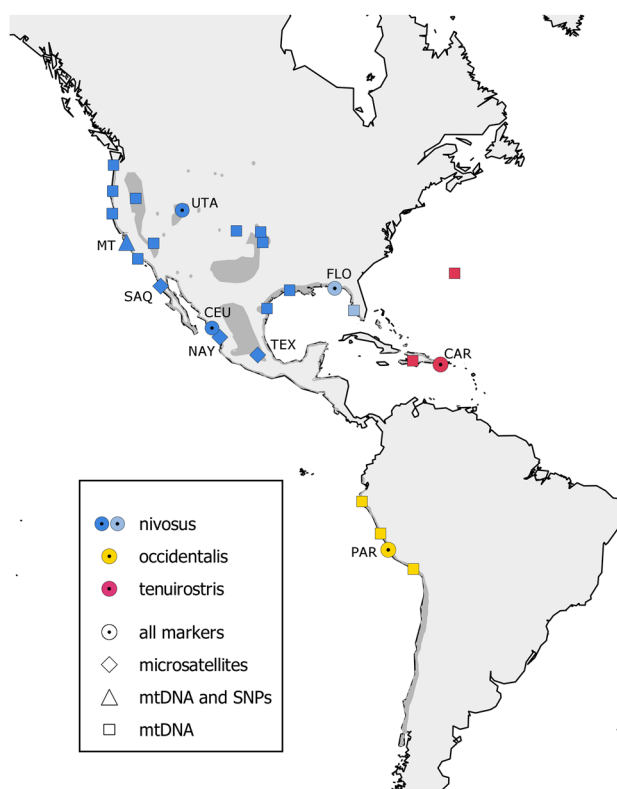 UTA
MT
FLO
SAQ
CEU
NAY
TEX
CAR
PAR
nivosus
occidentalis
tenuirostris
all markers
microsatellites
mtDNA and SNPs
mtDNA